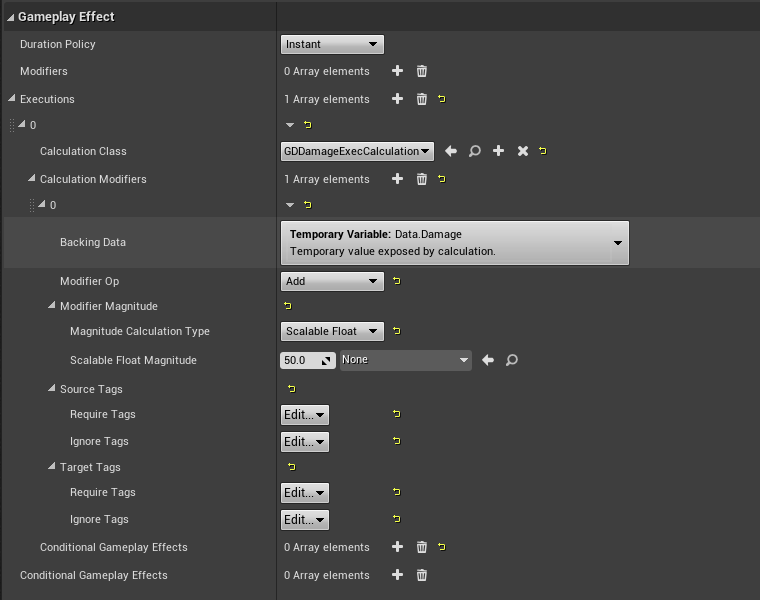 Gameplay Effect
Duration Policy Instant
Modifiers 0 Array elements
Executions 1 Array elements
0
Calculation Class GDDamageExecCalculation
Calculation Modifiers 1 Array elements
0
Backing Data Temporary Variable: Data.Damage
Temporary value exposed by calculation.
Modifier Op Add
Modifier Magnitude
Magnitude Calculation Type Scalable Float
Scalable Float Magnitude 50.0 None
Source Tags
Require Tags Edit...
Ignore Tags Edit...
Target Tags
Require Tags Edit...
Ignore Tags Edit...
Conditional Gameplay Effects 0 Array elements
Conditional Gameplay Effects 0 Array elements